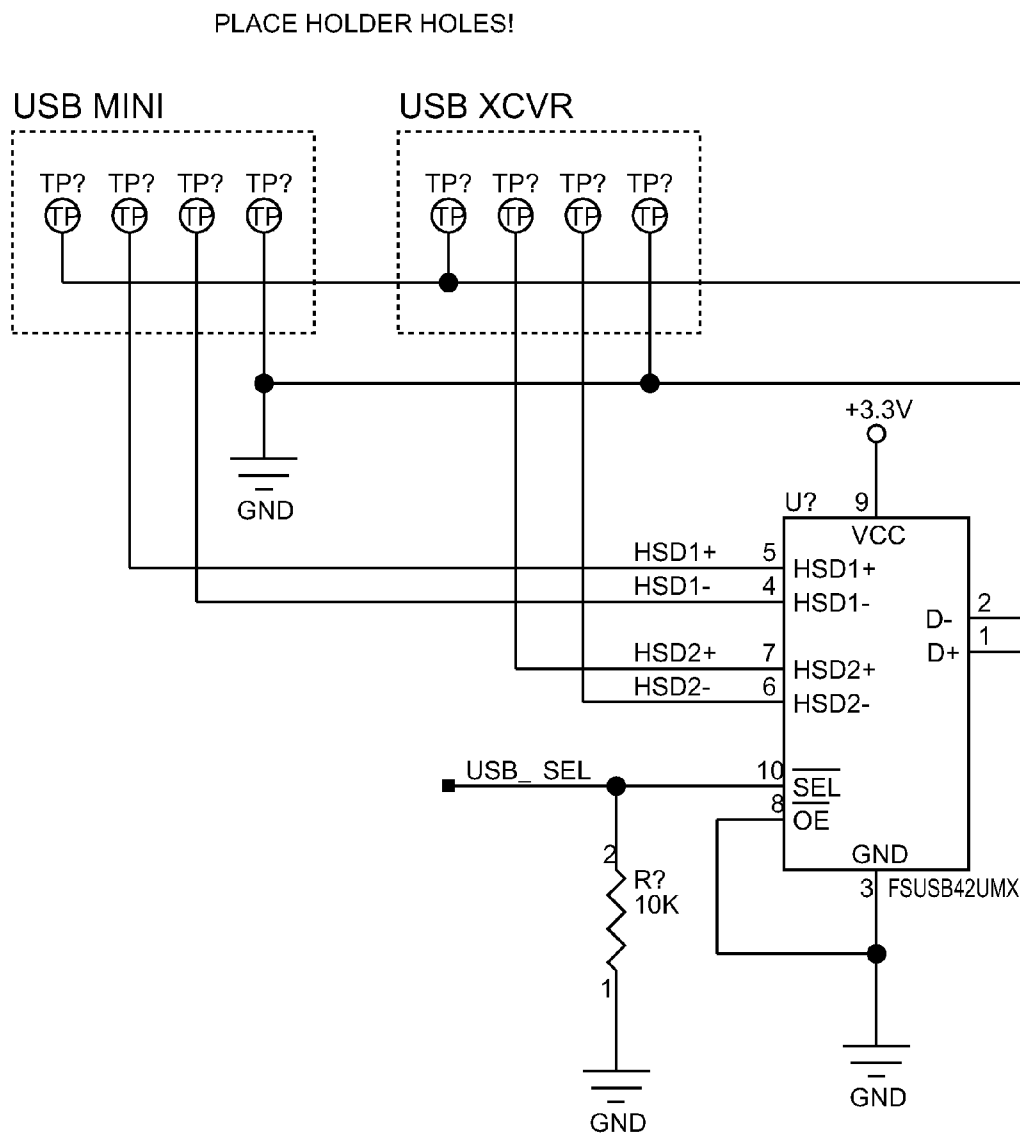 PLACE HOLDER HOLES!
USB MINI
USB XCVR
TP? TP? TP? TP?
TP? TP? TP? TP?
TP TP TP TP
TP TP TP TP
+3.3V
GND
U?
9
VCC
HSD1+ 5 HSD1+
HSD1- 4 HSD1-
D- 2
D+ 1
HSD2+ 7 HSD2+
HSD2- 6 HSD2-
USB_ SEL 10 SEL
8 OE
GND
3 FSUSB42UMX
2
R?
10K
1
GND
GND